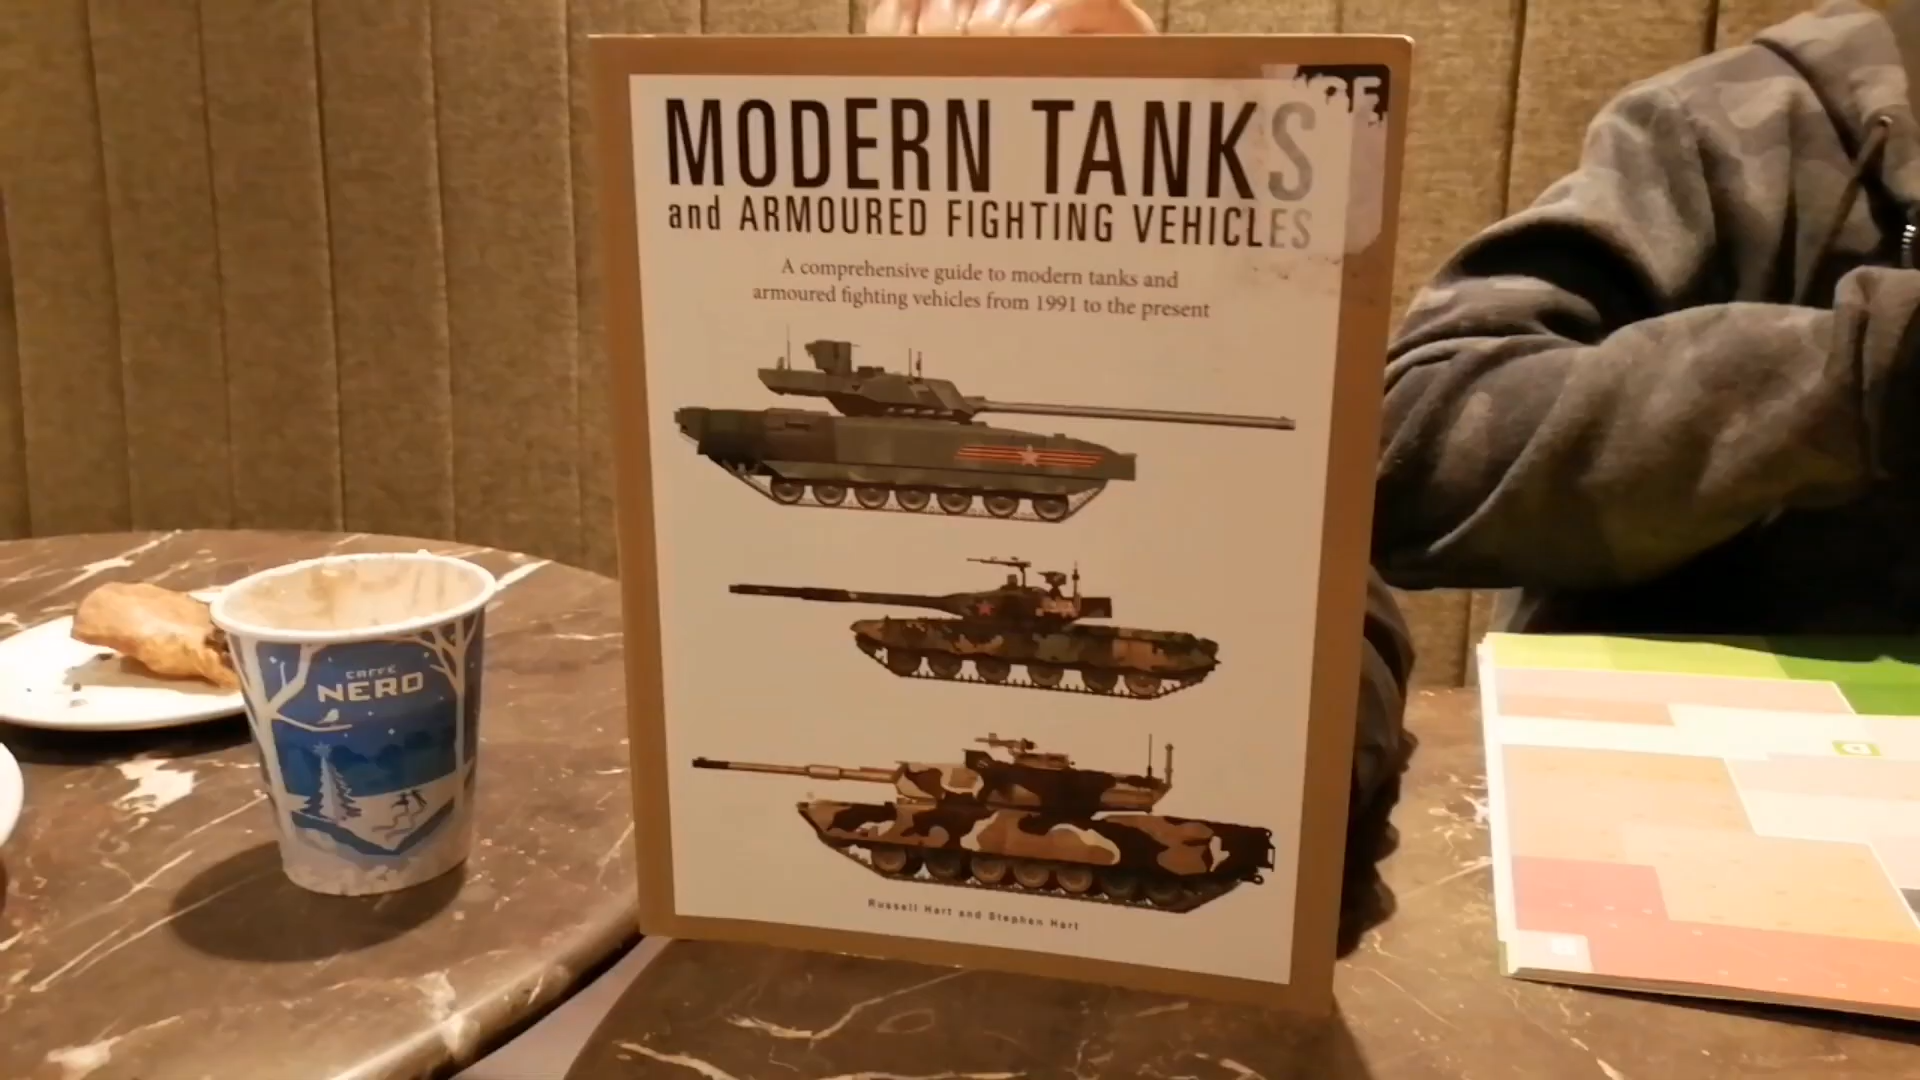 MODERN TANKS
and ARMOURED FIGHTING VEHICLES
A comprehensive guide to modern tanks and
armoured fighting vehicles from 1991 to the present
Russell Hart and Stephen Hart
CAFFÈ
NERO